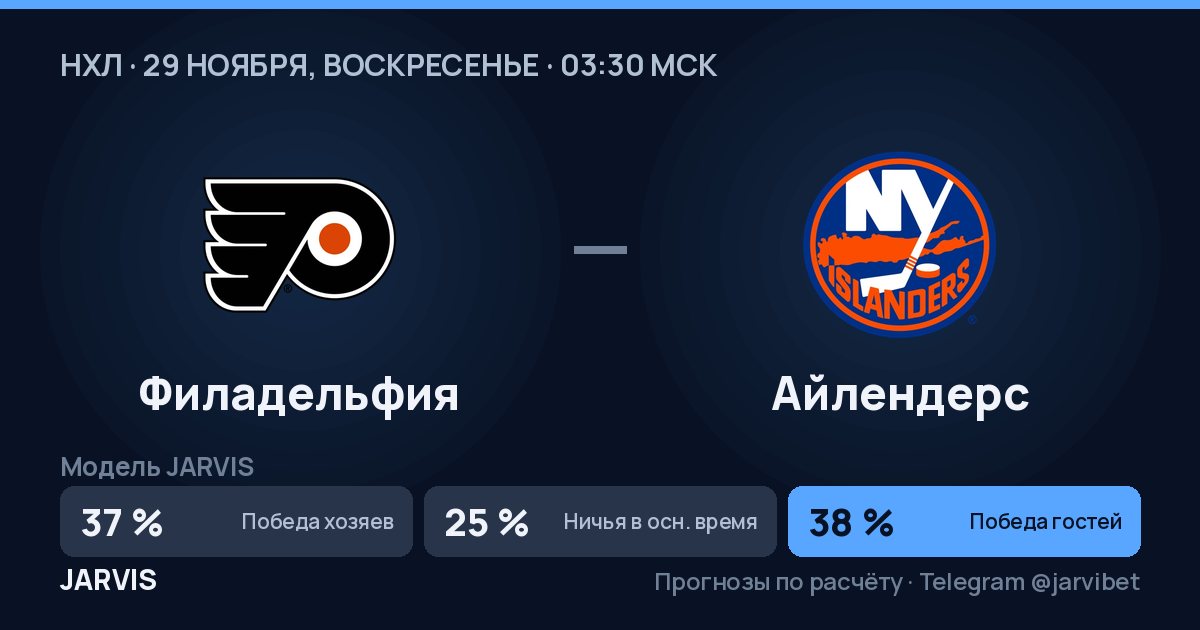 НХЛ · 29 НОЯБРЯ, ВОСКРЕСЕНЬЕ · 03:30 МСК
NY
ISLANDERS
—
Филадельфия
Айлендерс
Модель JARVIS
37 % Победа хозяев
25 % Ничья в осн. время
38 % Победа гостей
JARVIS
Прогнозы по расчёту · Telegram @jarvibet